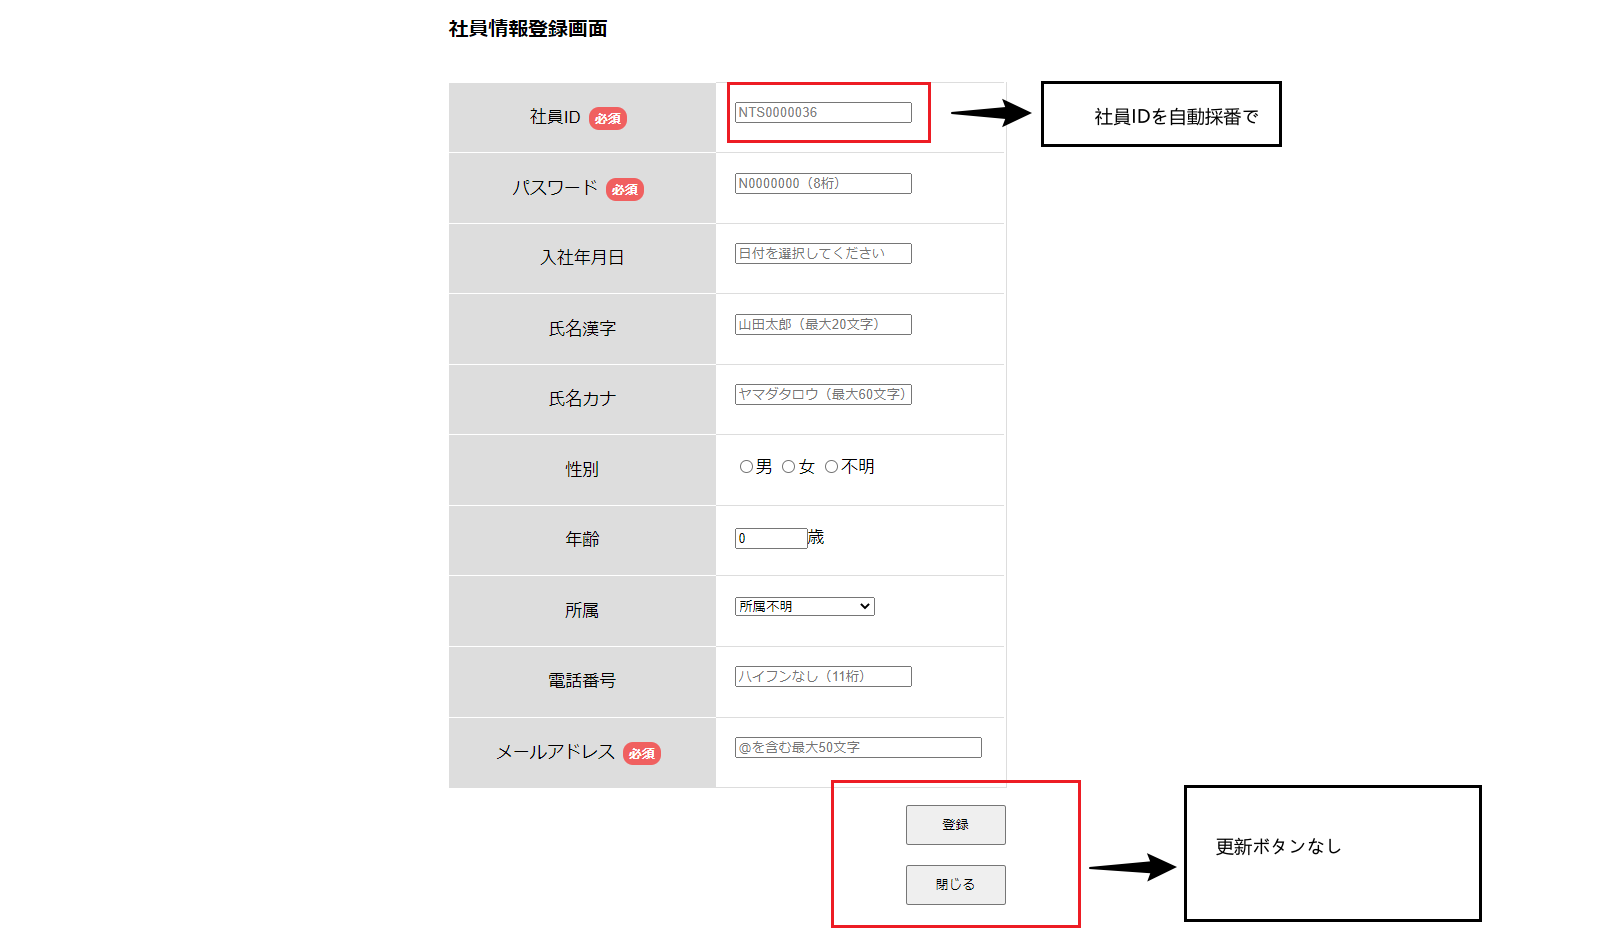 社員情報登録画面
社員ID 必須
NTS0000036
社員IDを自動採番で
パスワード 必須
N0000000（8桁）
入社年月日
日付を選択してください
氏名漢字
山田太郎（最大20文字）
氏名カナ
ヤマダタロウ（最大60文字）
性別
男 女 不明
年齢
0 歳
所属
所属不明
電話番号
ハイフンなし（11桁）
メールアドレス 必須
@を含む最大50文字
登録
閉じる
更新ボタンなし